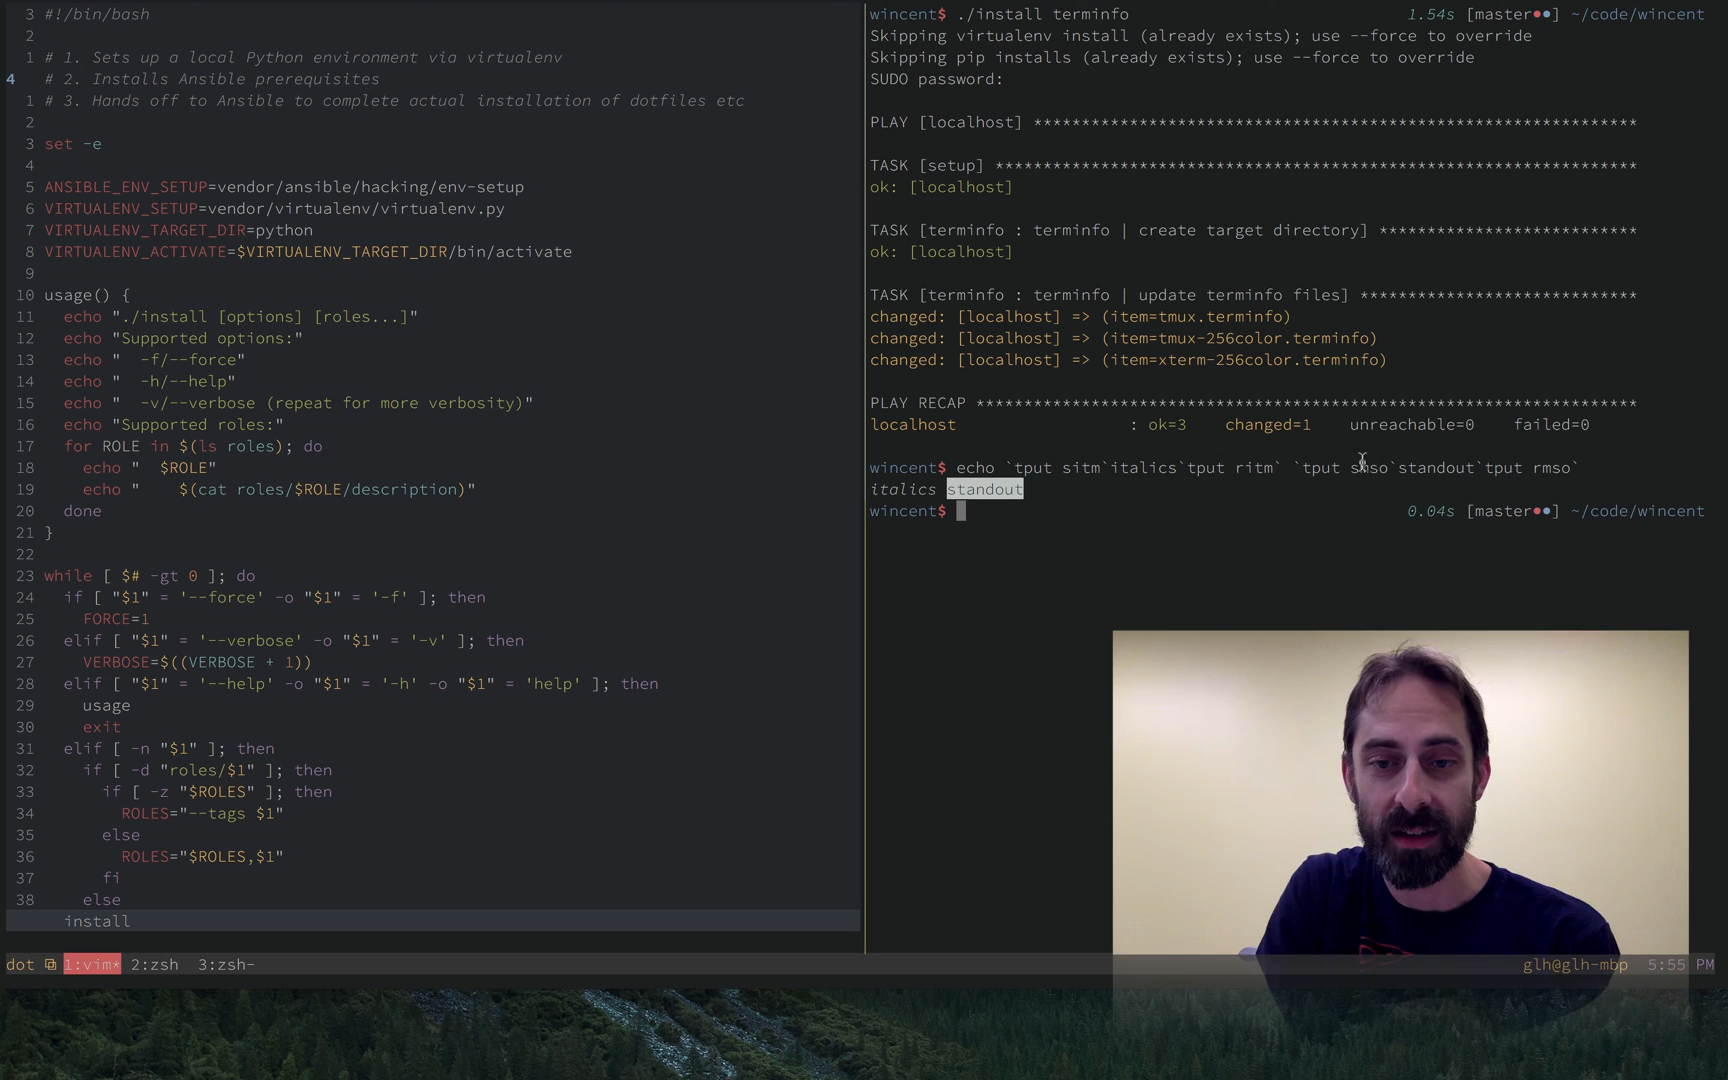 3 #!/bin/bash
2
1 # 1. Sets up a local Python environment via virtualenv
4 # 2. Installs Ansible prerequisites
1 # 3. Hands off to Ansible to complete actual installation of dotfiles etc
2
3 set -e
4
5 ANSIBLE_ENV_SETUP=vendor/ansible/hacking/env-setup
6 VIRTUALENV_SETUP=vendor/virtualenv/virtualenv.py
7 VIRTUALENV_TARGET_DIR=python
8 VIRTUALENV_ACTIVATE=$VIRTUALENV_TARGET_DIR/bin/activate
9
10 usage() {
11   echo "./install [options] [roles...]"
12   echo "Supported options:"
13   echo "  -f/--force"
14   echo "  -h/--help"
15   echo "  -v/--verbose (repeat for more verbosity)"
16   echo "Supported roles:"
17   for ROLE in $(ls roles); do
18     echo "  $ROLE"
19     echo "    $(cat roles/$ROLE/description)"
20   done
21 }
22
23 while [ $# -gt 0 ]; do
24   if [ "$1" = '--force' -o "$1" = '-f' ]; then
25     FORCE=1
26   elif [ "$1" = '--verbose' -o "$1" = '-v' ]; then
27     VERBOSE=$((VERBOSE + 1))
28   elif [ "$1" = '--help' -o "$1" = '-h' -o "$1" = 'help' ]; then
29     usage
30     exit
31   elif [ -n "$1" ]; then
32     if [ -d "roles/$1" ]; then
33       if [ -z "$ROLES" ]; then
34         ROLES="--tags $1"
35       else
36         ROLES="$ROLES,$1"
37       fi
38     else
install
wincent$ ./install terminfo 1.54s [master●●] ~/code/wincent
Skipping virtualenv install (already exists); use --force to override
Skipping pip installs (already exists); use --force to override
SUDO password:
PLAY [localhost] ***************************************************************
TASK [setup] *******************************************************************
ok: [localhost]
TASK [terminfo : terminfo | create target directory] ***************************
ok: [localhost]
TASK [terminfo : terminfo | update terminfo files] *****************************
changed: [localhost] => (item=tmux.terminfo)
changed: [localhost] => (item=tmux-256color.terminfo)
changed: [localhost] => (item=xterm-256color.terminfo)
PLAY RECAP *********************************************************************
localhost : ok=3 changed=1 unreachable=0 failed=0
wincent$ echo `tput sitm`italics`tput ritm` `tput smso`standout`tput rmso`
italics standout
wincent$ 0.04s [master●●] ~/code/wincent
dot 1:vim* 2:zsh 3:zsh- glh@glh-mbp 5:55 PM